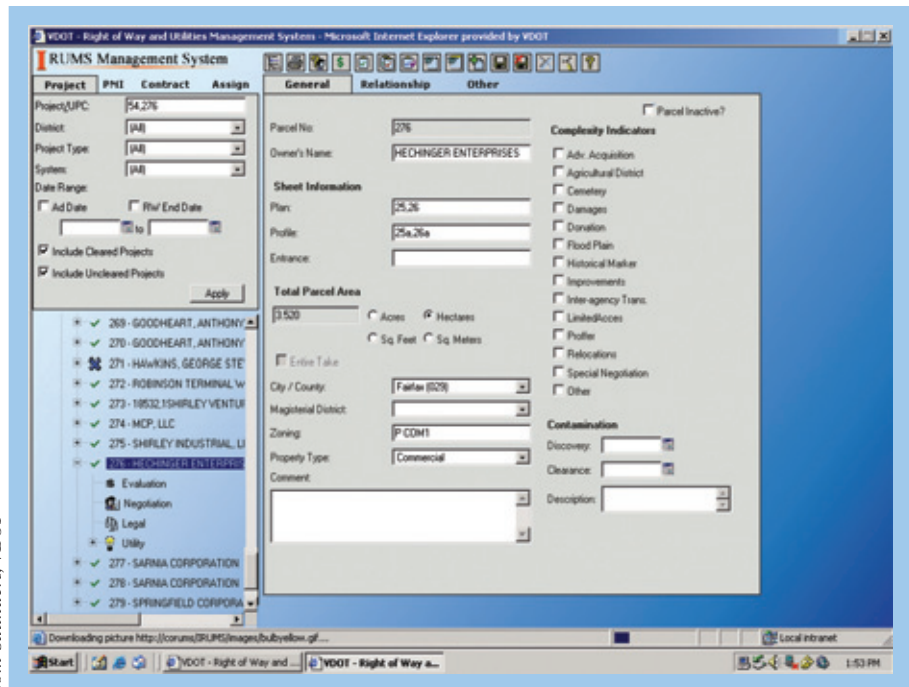 VDOT - Right of Way and Utilities Management System - Microsoft Internet Explorer provided by VDOT
RUMS Management System
Project PMI Contract Assign
Project/UPC: 54,276
District: (All)
Project Type: (All)
System: (All)
Date Range:
Ad Date RW End Date
to
Include Cleared Projects
Include Uncleared Projects
Apply
269 - GOODHEART, ANTHONY
270 - GOODHEART, ANTHONY
271 - HAWKINS, GEORGE STE
272 - ROBINSON TERMINAL W
273 - 18532,1SHIRLEY VENTUR
274 - MCP, LLC
275 - SHIRLEY INDUSTRIAL, LI
276 - HECHINGER ENTERPRIS
Evaluation
Negotiation
Legal
Utility
277 - SARNIA CORPORATION
278 - SARNIA CORPORATION
279 - SPRINGFIELD CORPORA
General Relationship Other
Parcel Inactive?
Parcel No: 276
Owner's Name: HECHINGER ENTERPRISES
Sheet Information
Plan: 25,26
Profile: 25a,26a
Entrance:
Total Parcel Area
3.520 Acres Hectares
Sq. Feet Sq. Meters
Entire Take
City / County: Fairfax (029)
Magisterial District:
Zoning: P COM1
Property Type: Commercial
Comment:
Complexity Indicators
Adv. Acquisition
Agricultural District
Cemetery
Damages
Donation
Flood Plain
Historical Marker
Improvements
Inter-agency Trans.
LimitedAcces
Proffer
Relocations
Special Negotiation
Other
Contamination
Discovery:
Clearance:
Description:
Downloading picture http://corums/IRUMS/images/bulbyellow.gif...
Local intranet
Start VDOT - Right of Way and ... VDOT - Right of Way a... 1:53 PM